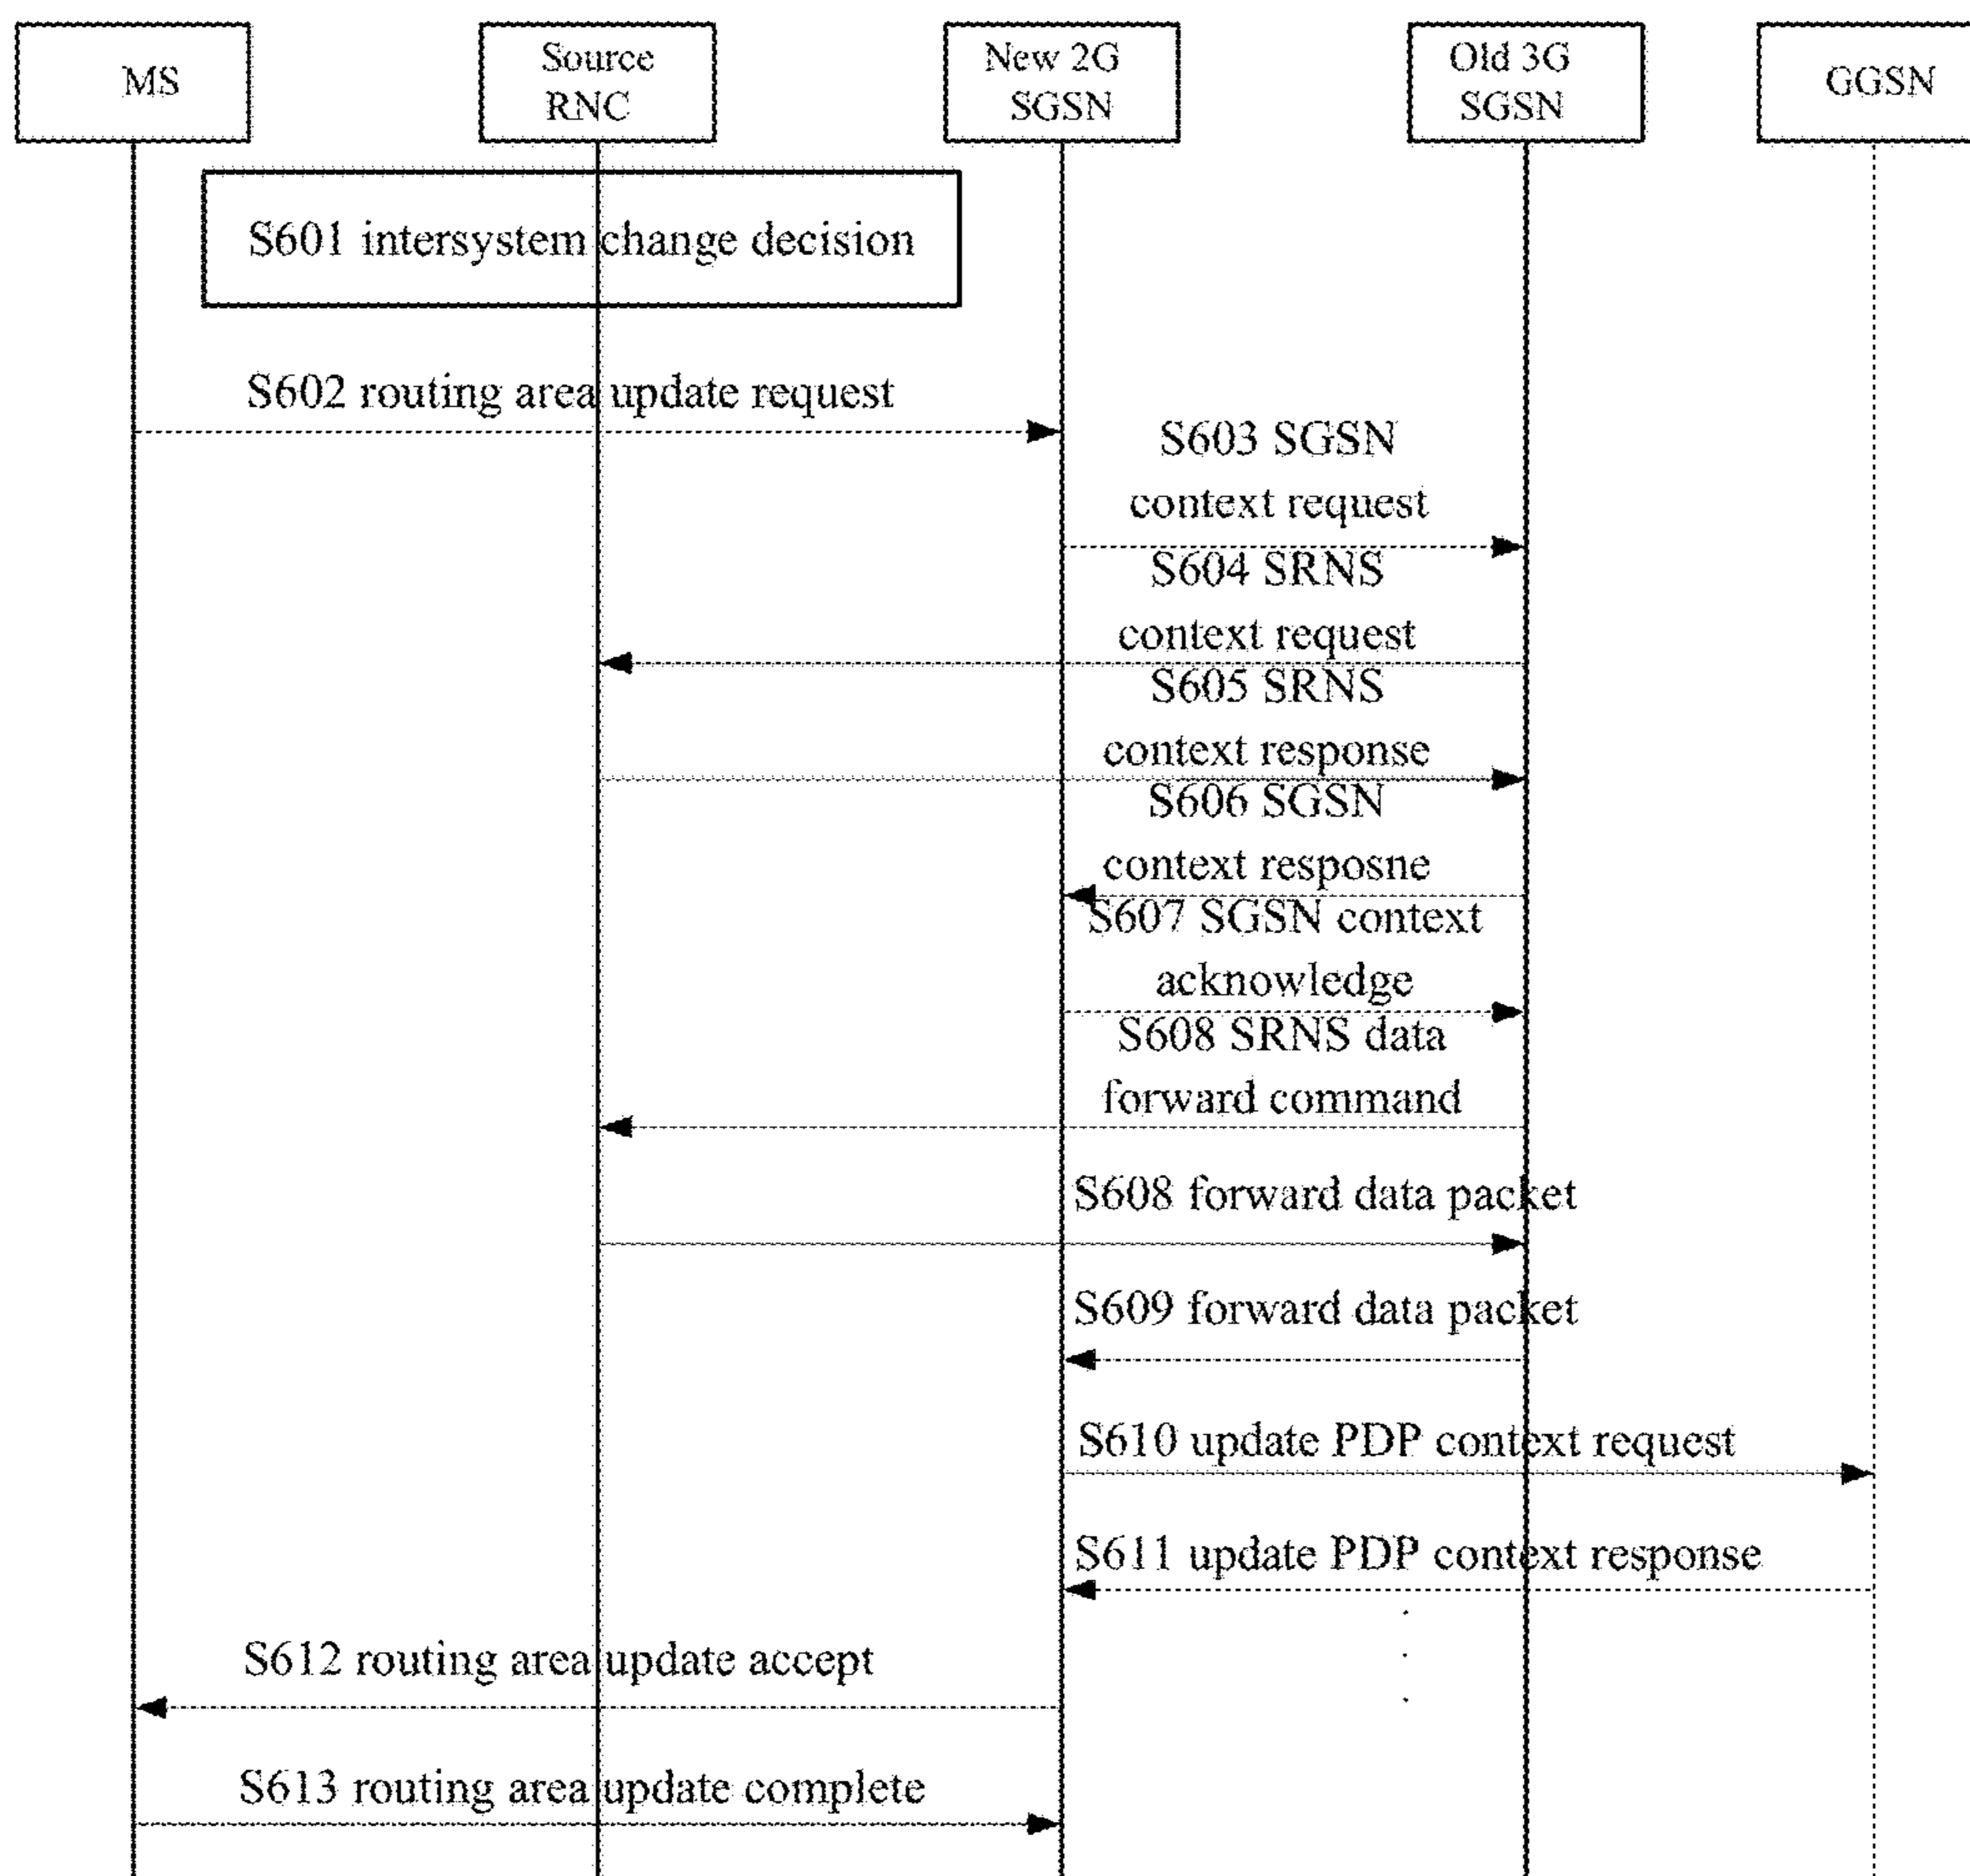 MS
Source
RNC
New 2G
SGSN
Old 3G
SGSN
GGSN
S601 intersystem change decision
S602 routing area update request
S603 SGSN
context request
S604 SRNS
context request
S605 SRNS
context response
S606 SGSN
context resposne
S607 SGSN context
acknowledge
S608 SRNS data
forward command
S608 forward data packet
S609 forward data packet
S610 update PDP context request
S611 update PDP context response
S612 routing area update accept
S613 routing area update complete